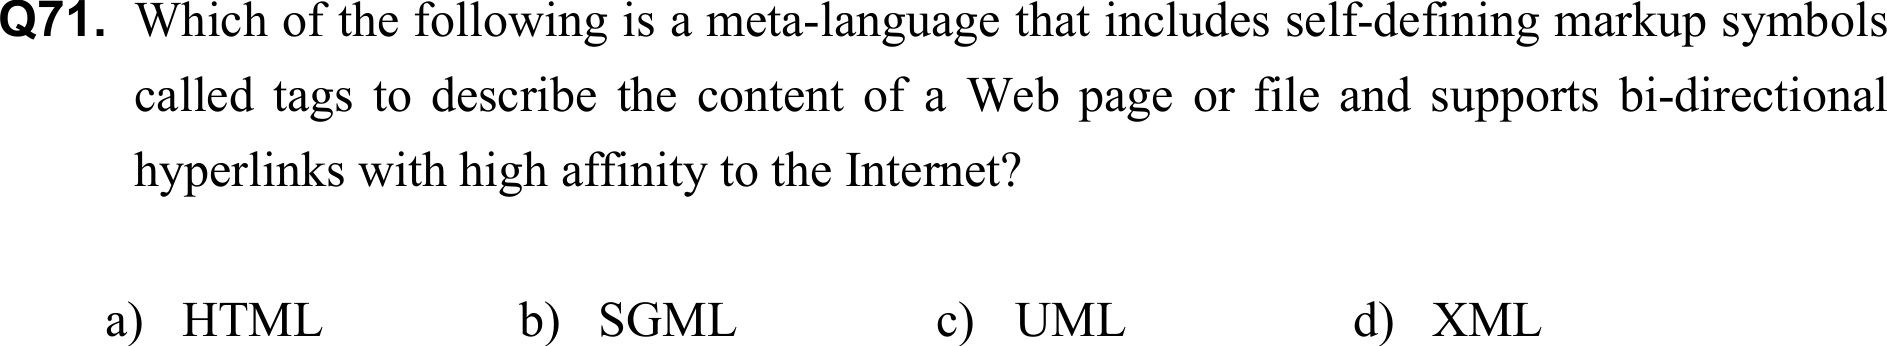 Q71. Which of the following is a meta-language that includes self-defining markup symbols
called tags to describe the content of a Web page or file and supports bi-directional
hyperlinks with high affinity to the Internet?
a) HTML b) SGML c) UML d) XML